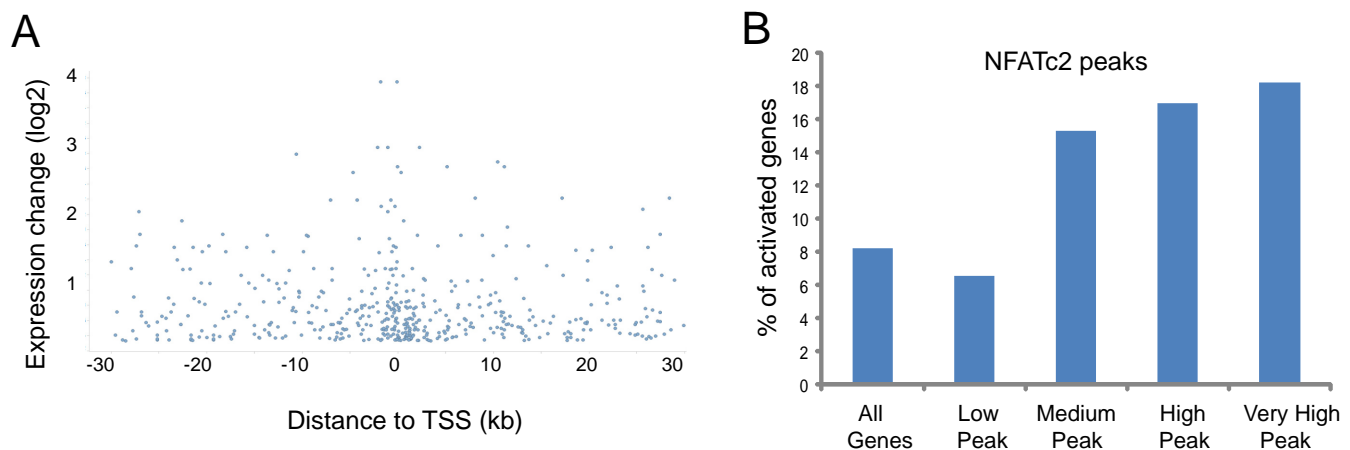 A
Expression change (log2)
4
3
2
1
-30 -20 -10 0 10 20 30
Distance to TSS (kb)
B
NFATc2 peaks
% of activated genes
20
18
16
14
12
10
8
6
4
2
0
All Genes
Low Peak
Medium Peak
High Peak
Very High Peak